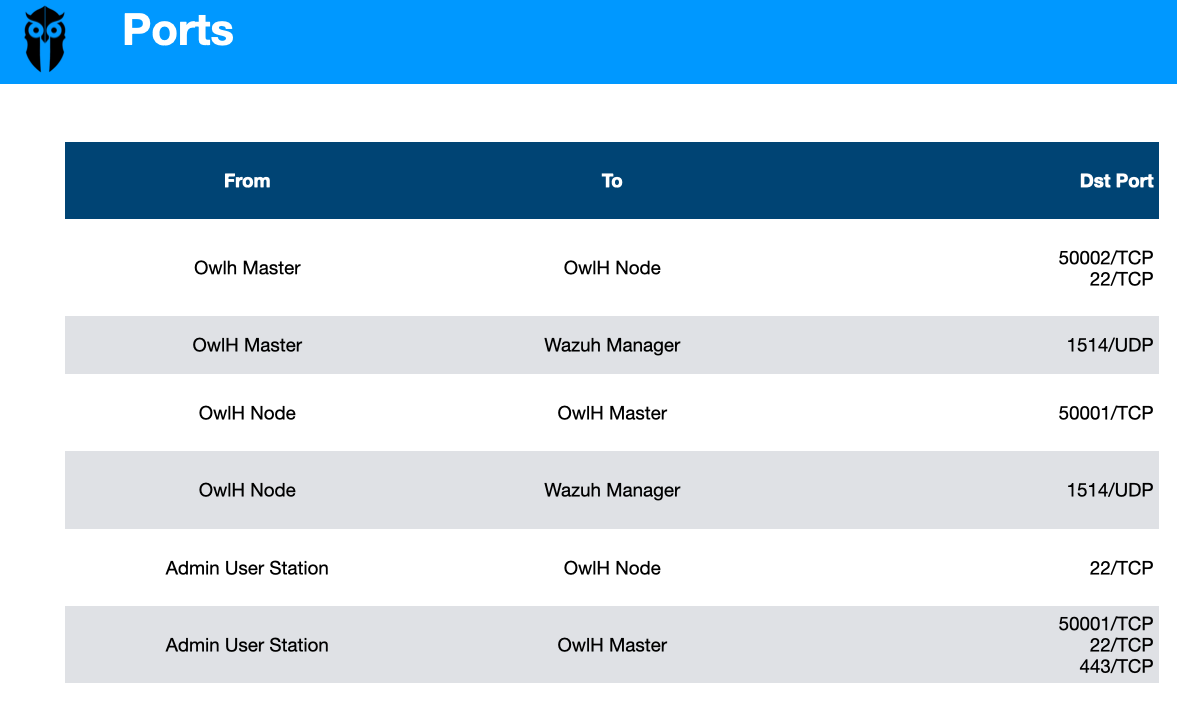 Ports
From To Dst Port
Owlh Master OwlH Node 50002/TCP
22/TCP
OwlH Master Wazuh Manager 1514/UDP
OwlH Node OwlH Master 50001/TCP
OwlH Node Wazuh Manager 1514/UDP
Admin User Station OwlH Node 22/TCP
Admin User Station OwlH Master 50001/TCP
22/TCP
443/TCP